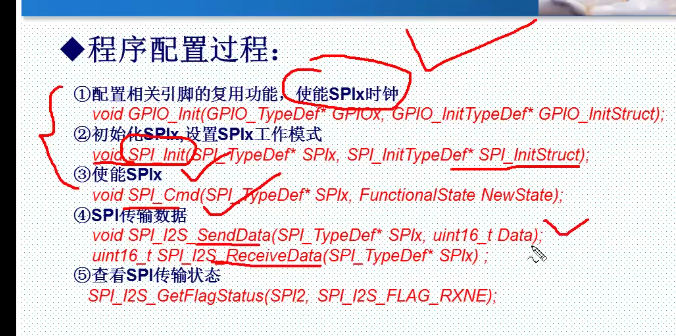 ◆程序配置过程：
①配置相关引脚的复用功能，使能SPIx时钟
void GPIO_Init(GPIO_TypeDef* GPIOx, GPIO_InitTypeDef* GPIO_InitStruct);
②初始化SPIx,设置SPIx工作模式
void SPI_Init(SPI_TypeDef* SPIx, SPI_InitTypeDef* SPI_InitStruct);
③使能SPIx
void SPI_Cmd(SPI_TypeDef* SPIx, FunctionalState NewState);
④SPI传输数据
void SPI_I2S_SendData(SPI_TypeDef* SPIx, uint16_t Data);
uint16_t SPI_I2S_ReceiveData(SPI_TypeDef* SPIx) ;
⑤查看SPI传输状态
SPI_I2S_GetFlagStatus(SPI2, SPI_I2S_FLAG_RXNE);